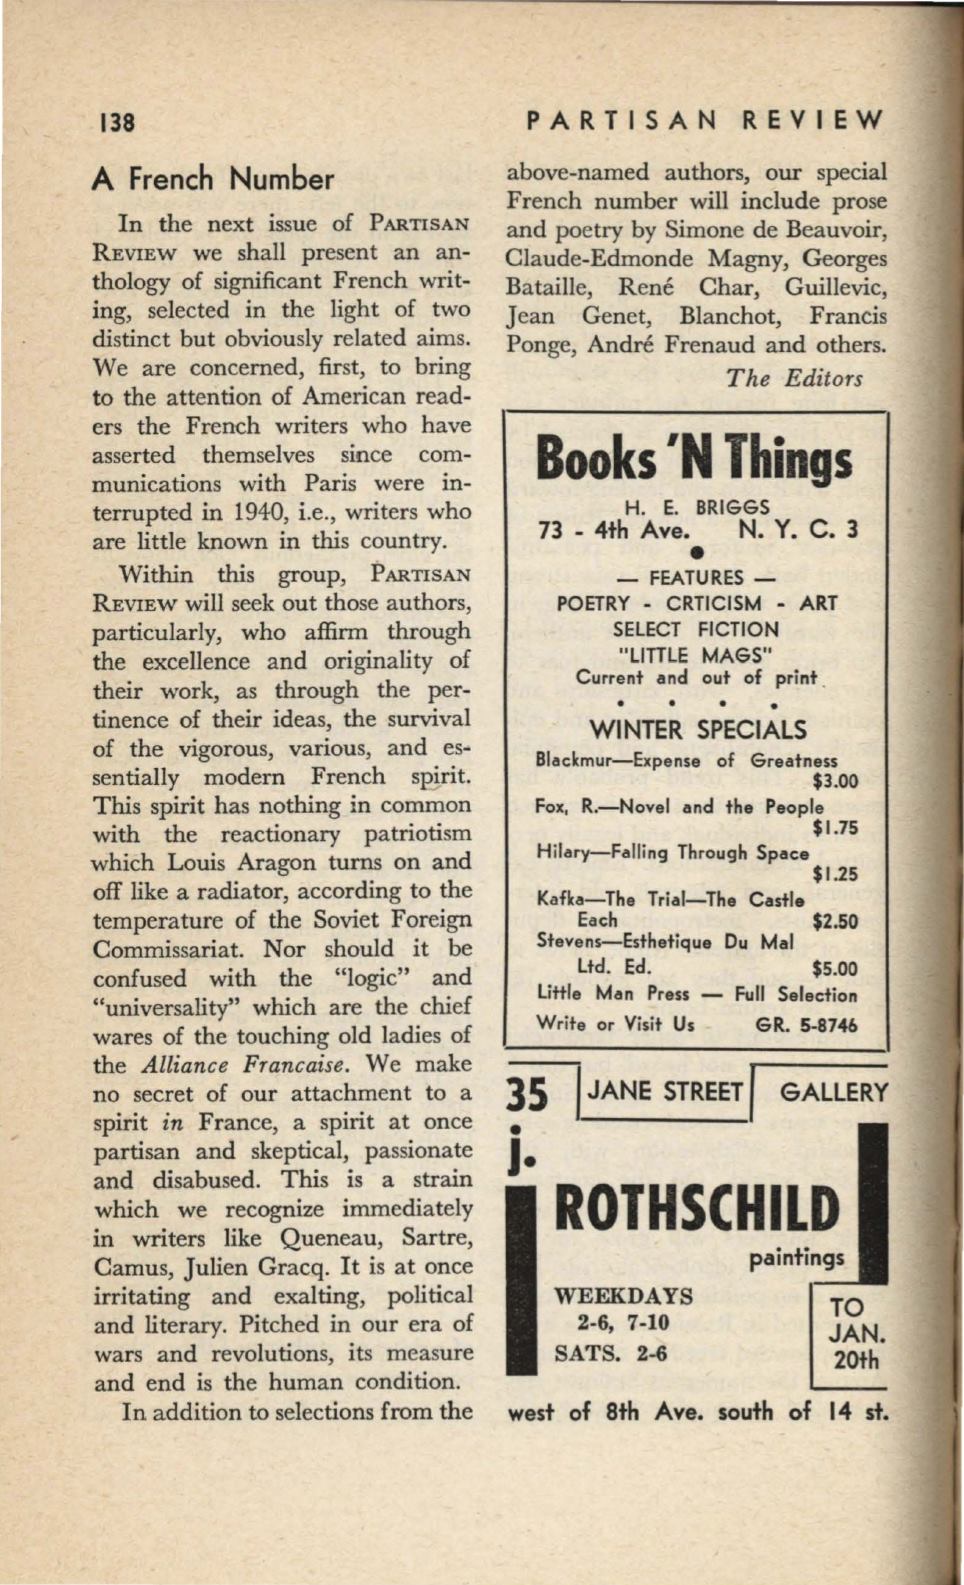 138
PARTISAN REVIEW
A French Number
In the next issue of PARTISAN
REVIEW we shall present an an-
thology of significant French writ-
ing, selected in the light of two
distinct but obviously related aims.
We are concerned, first, to bring
to the attention of American read-
ers the French writers who have
asserted themselves since com-
munications with Paris were in-
terrupted in 1940, i.e., writers who
are little known in this country.
Within this group, PARTISAN
REVIEW will seek out those authors,
particularly, who affirm through
the excellence and originality of
their work, as through the per-
tinence of their ideas, the survival
of the vigorous, various, and es-
sentially modern French spirit.
This spirit has nothing in common
with the reactionary patriotism
which Louis Aragon turns on and
off like a radiator, according to the
temperature of the Soviet Foreign
Commissariat. Nor should it be
confused with the "logic" and
"universality" which are the chief
wares of the touching old ladies of
the Alliance Francaise. We make
no secret of our attachment to a
spirit in France, a spirit at once
partisan and skeptical, passionate
and disabused. This is a strain
which we recognize immediately
in writers like Queneau, Sartre,
Camus, Julien Gracq. It is at once
irritating and exalting, political
and literary. Pitched in our era of
wars and revolutions, its measure
and end is the human condition.
In addition to selections from the
above-named authors, our special
French number will include prose
and poetry by Simone de Beauvoir,
Claude-Edmonde Magny, Georges
Bataille, René Char, Guillevic,
Jean Genet, Blanchot, Francis
Ponge, André Frenaud and others.
The Editors
Books 'N Things
H. E. BRIGGS
73 - 4th Ave. N. Y. C. 3
— FEATURES —
POETRY - CRTICISM - ART
SELECT FICTION
"LITTLE MAGS"
Current and out of print.
WINTER SPECIALS
Blackmur—Expense of Greatness
$3.00
Fox, R.—Novel and the People
$1.75
Hilary—Falling Through Space
$1.25
Kafka—The Trial—The Castle
Each $2.50
Stevens—Esthetique Du Mal
Ltd. Ed. $5.00
Little Man Press — Full Selection
Write or Visit Us GR. 5-8746
35 JANE STREET GALLERY
j.
ROTHSCHILD
paintings
WEEKDAYS
2-6, 7-10
SATS. 2-6
TO
JAN.
20th
west of 8th Ave. south of 14 st.